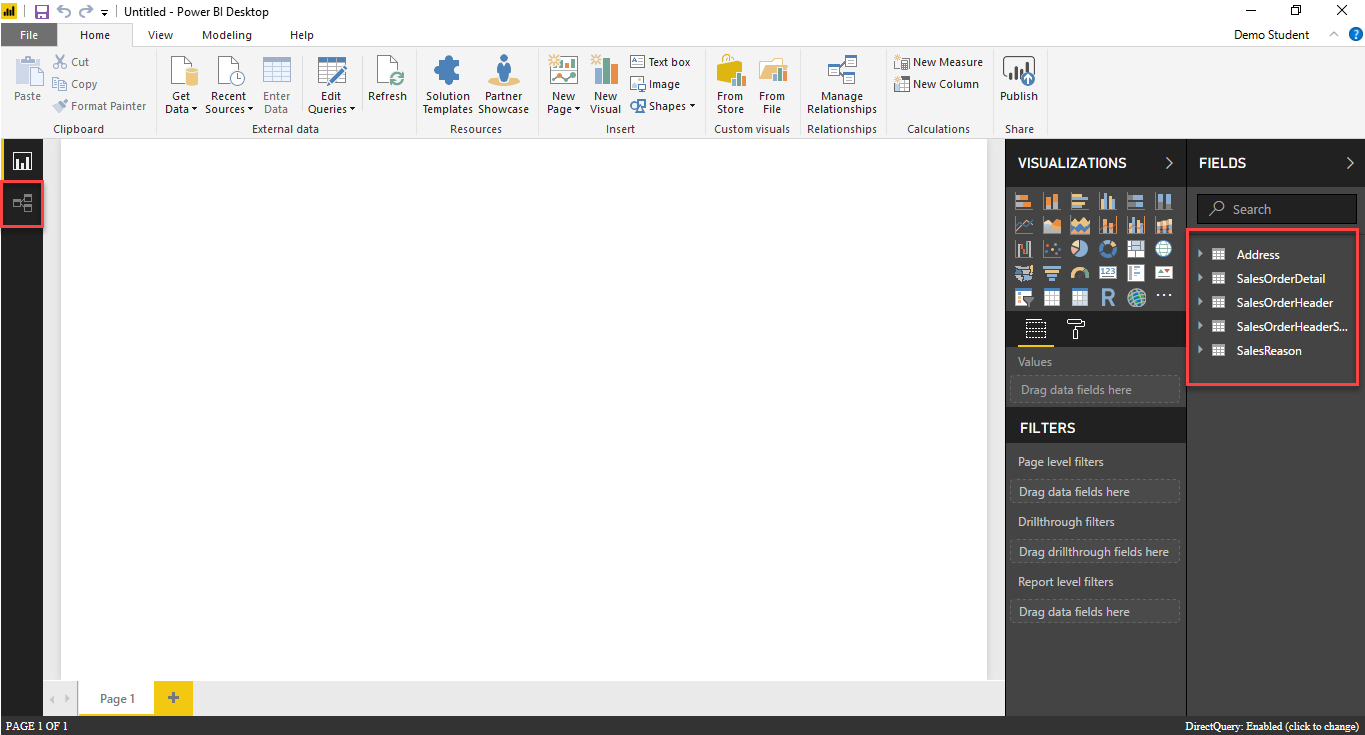 Untitled - Power BI Desktop
File Home View Modeling Help Demo Student ?
Paste
Cut
Copy
Format Painter
Clipboard
Get Data
Recent Sources
Enter Data
Edit Queries
External data
Refresh
Solution Templates
Partner Showcase
Resources
New Page
New Visual
Text box
Image
Shapes
Insert
From Store
From File
Custom visuals
Manage Relationships
Relationships
New Measure
New Column
Calculations
Publish
Share
VISUALIZATIONS
123
R
Values
Drag data fields here
FILTERS
Page level filters
Drag data fields here
Drillthrough filters
Drag drillthrough fields here
Report level filters
Drag data fields here
FIELDS
Search
Address
SalesOrderDetail
SalesOrderHeader
SalesOrderHeaderS...
SalesReason
Page 1 +
PAGE 1 OF 1
DirectQuery: Enabled (click to change)